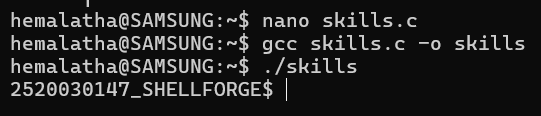 hemalatha@SAMSUNG:~$ nano skills.c
hemalatha@SAMSUNG:~$ gcc skills.c -o skills
hemalatha@SAMSUNG:~$ ./skills
2520030147_SHELLFORGE$